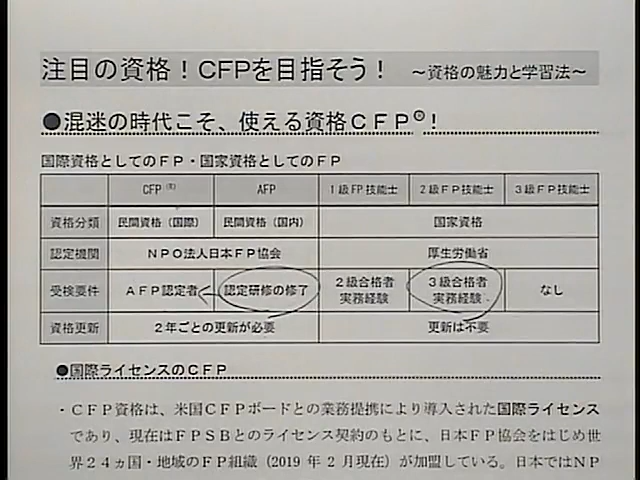 注目の資格！CFPを目指そう！ ～資格の魅力と学習法～
●混迷の時代こそ、使える資格ＣＦＰ®！
国際資格としてのＦＰ・国家資格としてのＦＰ
CFP® AFP １級FP技能士 ２級ＦＰ技能士 ３級ＦＰ技能士
資格分類 民間資格（国際） 民間資格（国内） 国家資格
認定機関 ＮＰＯ法人日本ＦＰ協会 厚生労働省
受検要件 ＡＦＰ認定者 認定研修の修了 ２級合格者 ３級合格者 なし
実務経験 実務経験
資格更新 ２年ごとの更新が必要 更新は不要
●国際ライセンスのＣＦＰ
・ＣＦＰ資格は、米国ＣＦＰボードとの業務提携により導入された国際ライセンス
であり、現在はＦＰＳＢとのライセンス契約のもとに、日本ＦＰ協会をはじめ世
界２４ヵ国・地域のＦＰ組織（2019 年 2 月現在）が加盟している。日本ではＮＰ